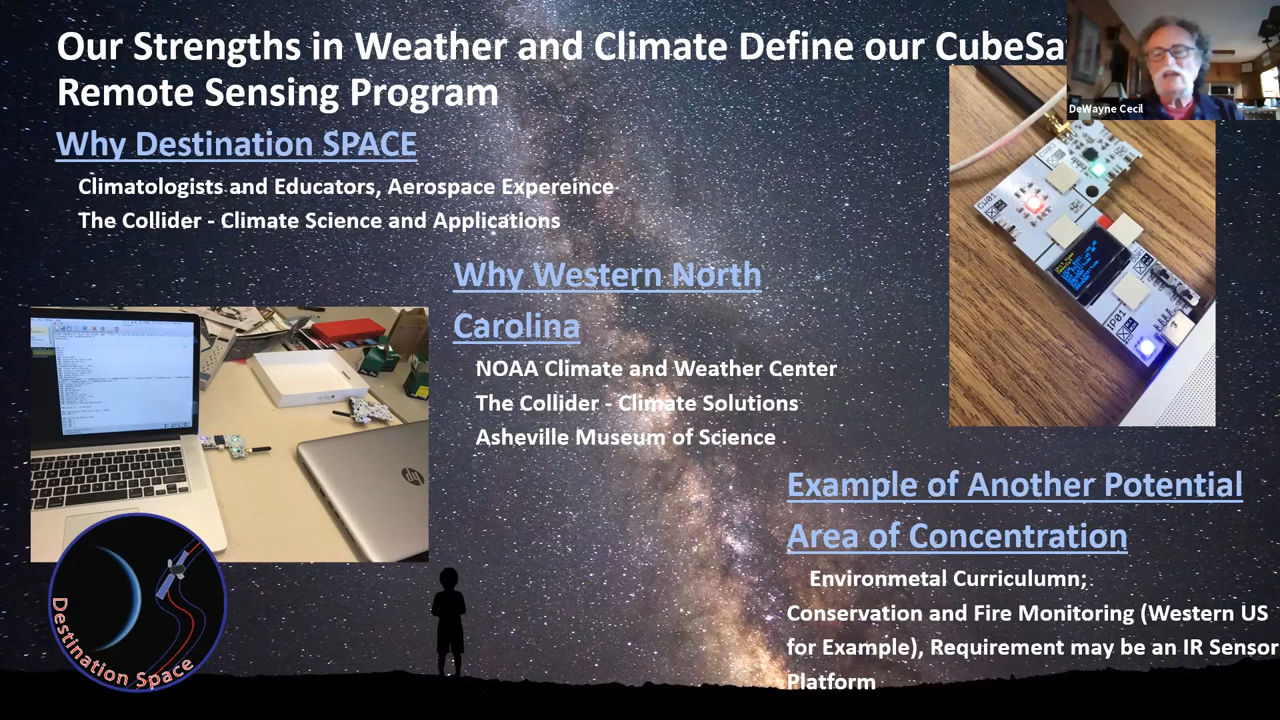 Our Strengths in Weather and Climate Define our CubeSa
Remote Sensing Program
DeWayne Cecil
Why Destination SPACE
Climatologists and Educators, Aerospace Expereince
The Collider - Climate Science and Applications
CW01
IP01
Why Western North
Carolina
NOAA Climate and Weather Center
The Collider - Climate Solutions
Asheville Museum of Science
hp
Example of Another Potential
Area of Concentration
Environmetal Curriculumn;
Conservation and Fire Monitoring (Western US
for Example), Requirement may be an IR Sensor
Platform
Destination Space